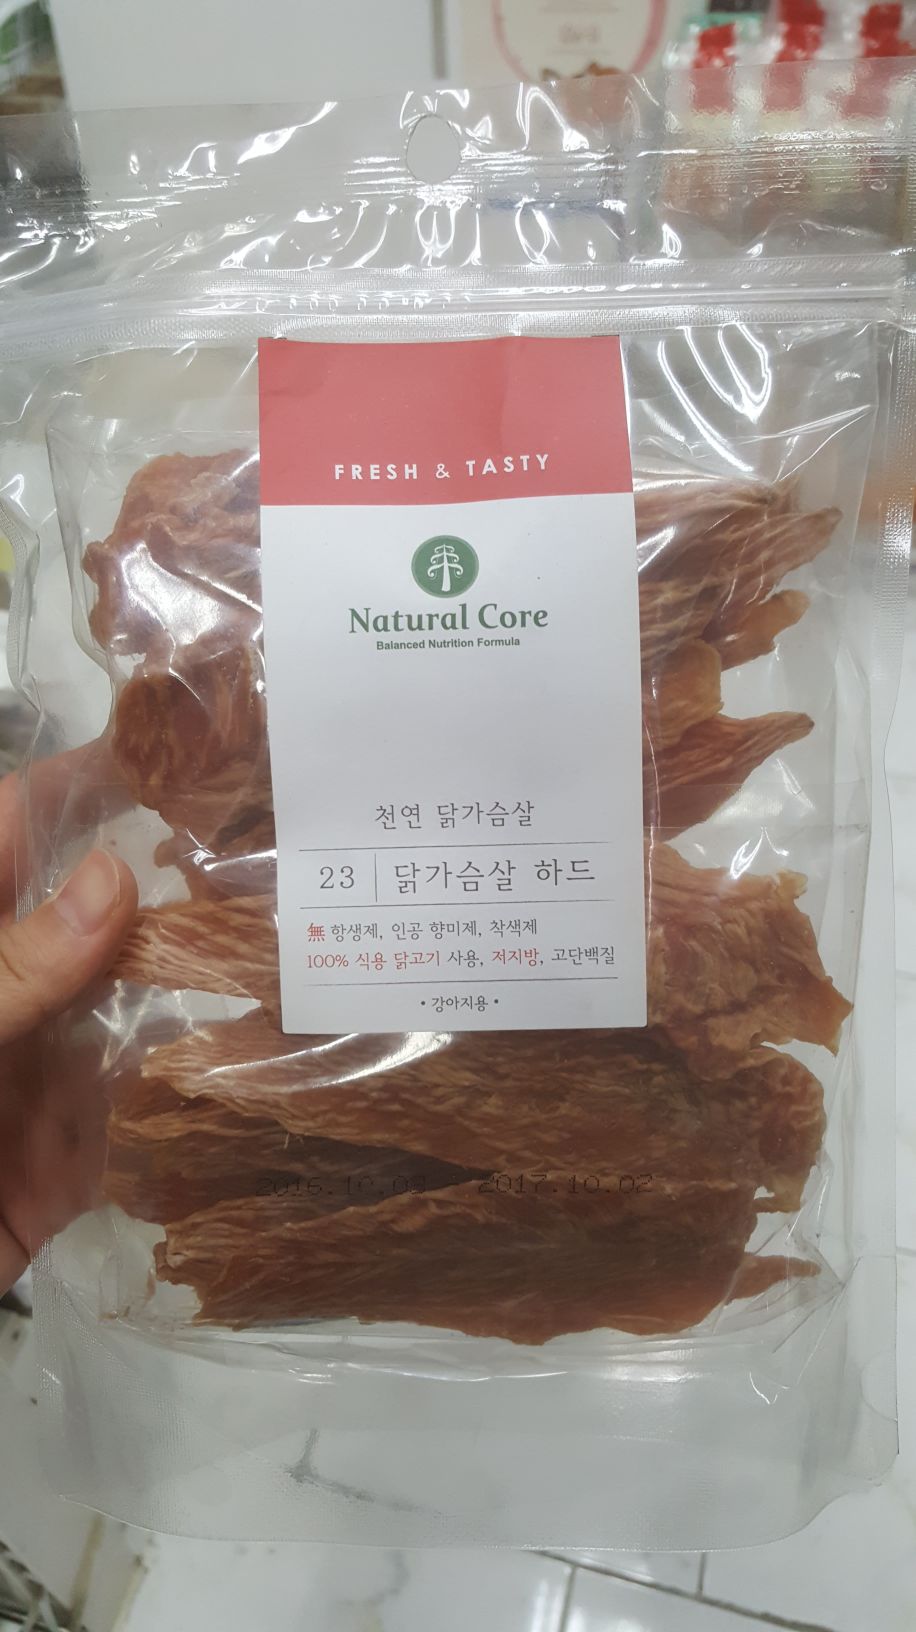 FRESH & TASTY
Natural Core
Balanced Nutrition Formula
천연 닭가슴살
23 닭가슴살 하드
無 항생제, 인공 향미제, 착색제
100% 식용 닭고기 사용, 저지방, 고단백질
• 강아지용 •
2016.10.03 - 2017.10.02